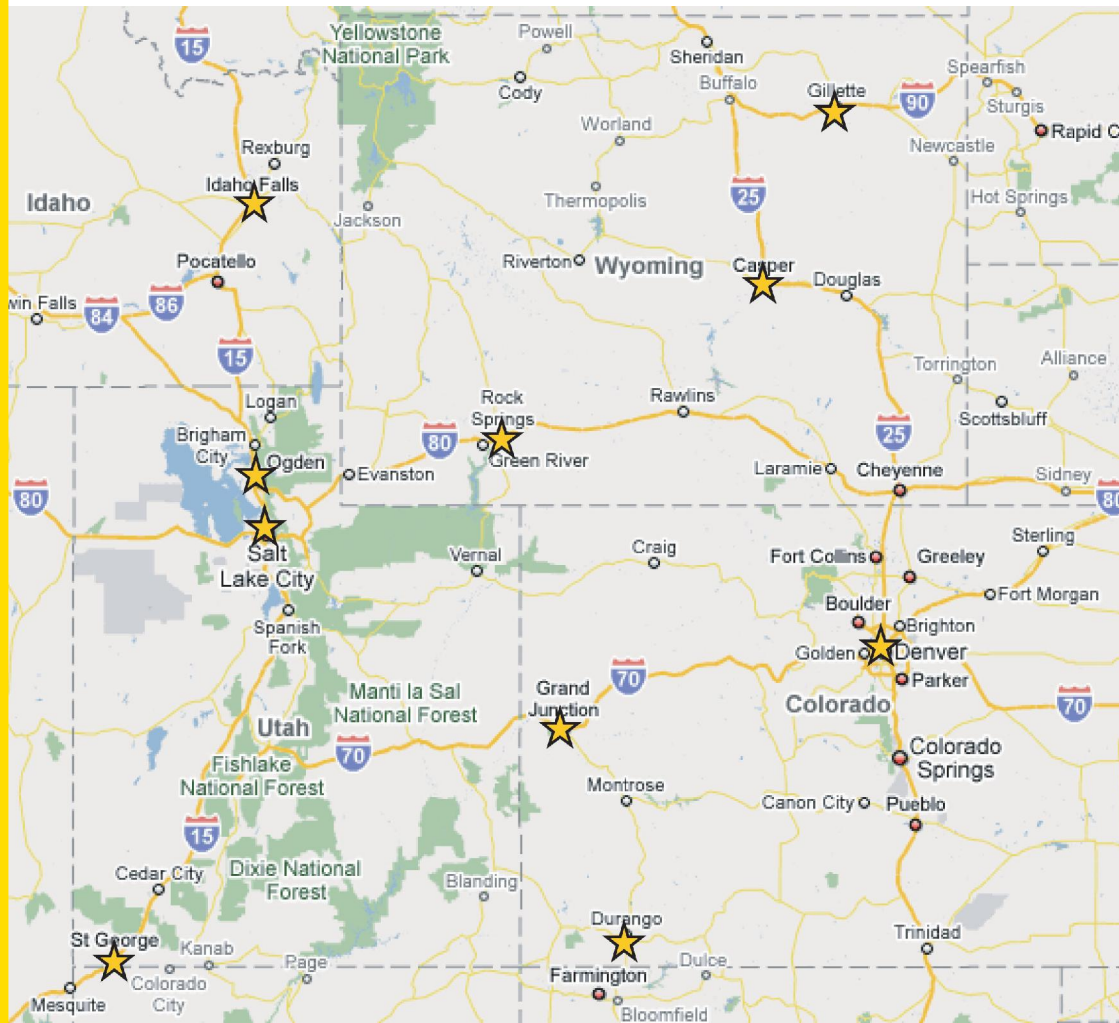 Yellowstone
National Park
15
Powell
Sheridan
Cody
Buffalo
Gillette
90
Spearfish
Sturgis
Rapid C
Worland
Newcastle
Rexburg
Idaho Falls
Idaho
Jackson
Thermopolis
25
Hot Springs
Pocatello
Riverton
Wyoming
Casper
Douglas
win Falls
84
86
15
Torrington
Alliance
Logan
Rock
Springs
Rawlins
Scottsbluff
Brigham
City
Ogden
80
Green River
25
Evanston
Laramie
Cheyenne
Sidney
80
80
Salt
Lake City
Vernal
Craig
Fort Collins
Greeley
Sterling
Fort Morgan
Boulder
Brighton
Spanish
Fork
Golden
Denver
Manti la Sal
National Forest
Grand
Junction
70
Parker
Colorado
70
Utah
70
Fishlake
National Forest
Colorado
Springs
Montrose
Canon City
Pueblo
15
Cedar City
Dixie National
Forest
Blanding
Durango
Trinidad
St George
Kanab
Colorado
City
Page
Farmington
Dulce
Mesquite
Bloomfield